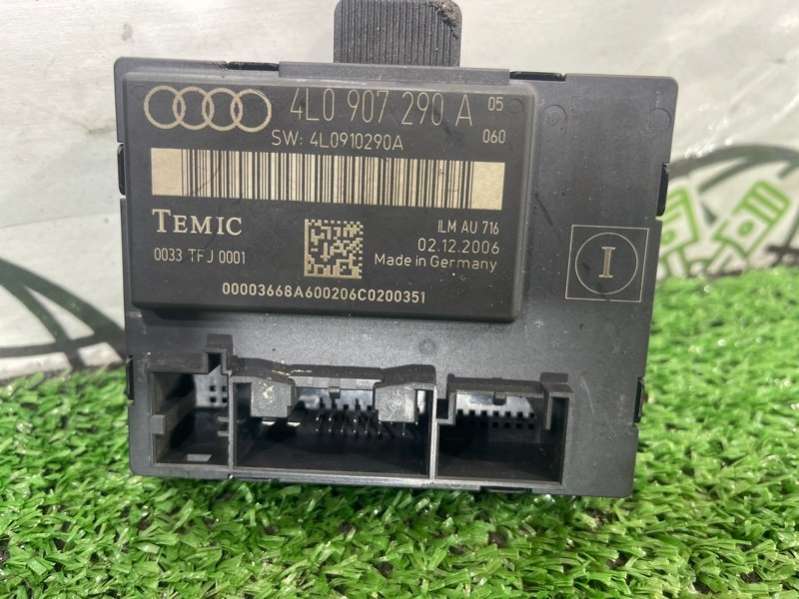 4L0 907 290 A 05
SW: 4L0910290A 060
TEMIC ILM AU 716
02.12.2006
0033 TFJ 0001 Made in Germany
00003668A600206C0200351
I